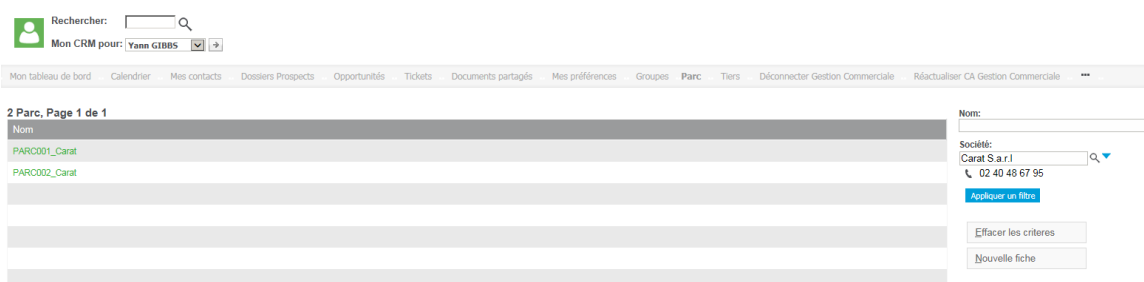 Rechercher:
Mon CRM pour: Yann GIBBS
Mon tableau de bord Calendrier Mes contacts Dossiers Prospects Opportunités Tickets Documents partagés Mes préférences Groupes Parc Tiers Déconnecter Gestion Commerciale Réactualiser CA Gestion Commerciale ...
2 Parc, Page 1 de 1
Nom
PARC001_Carat
PARC002_Carat
Nom:
Société:
Carat S.a.r.l
02 40 48 67 95
Appliquer un filtre
Effacer les criteres
Nouvelle fiche